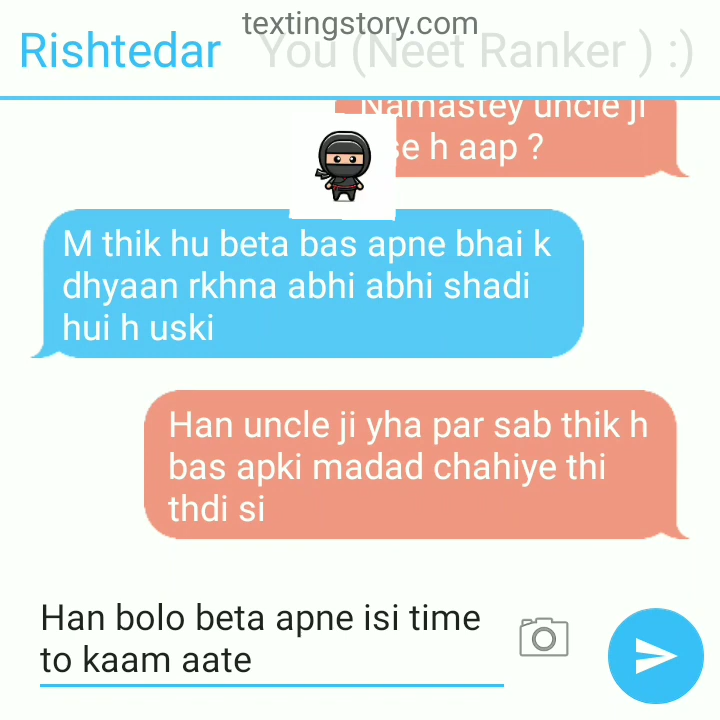 textingstory.com
Rishtedar You (Neet Ranker ) :)
Namastey uncle ji
h aap ?
M thik hu beta bas apne bhai k
dhyaan rkhna abhi abhi shadi
hui h uski
Han uncle ji yha par sab thik h
bas apki madad chahiye thi
thdi si
Han bolo beta apne isi time
to kaam aate